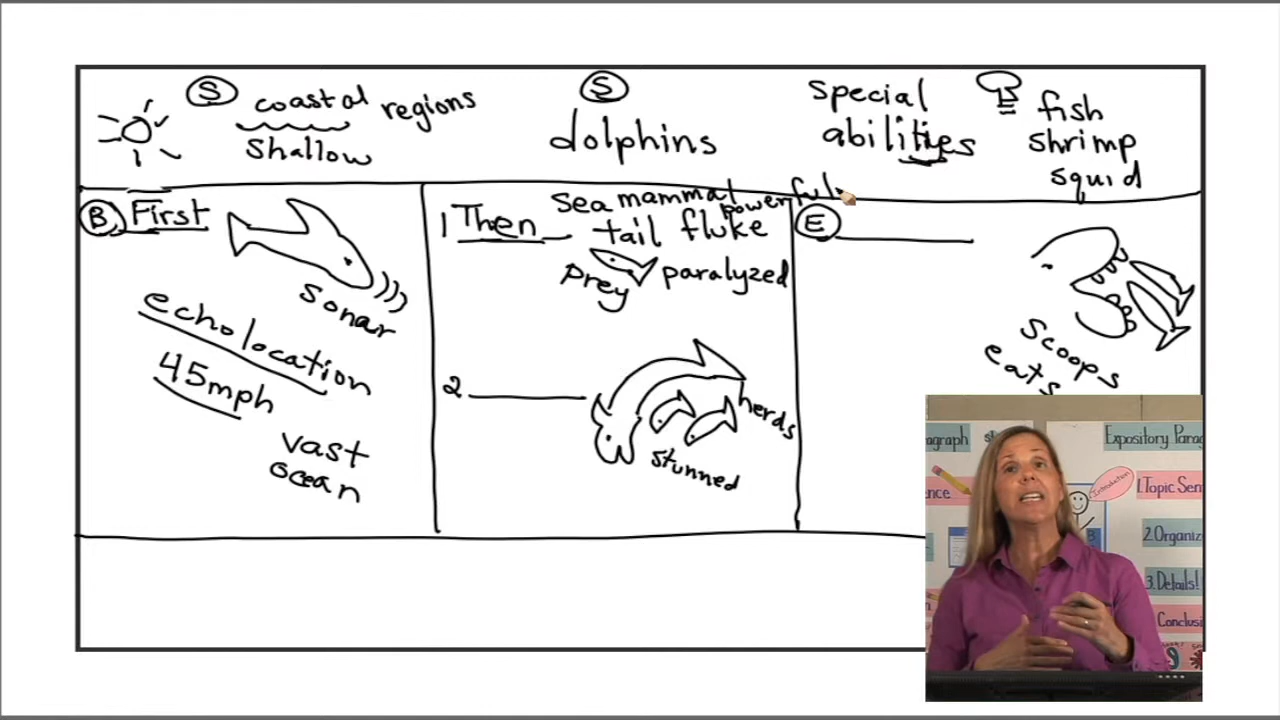 S
coastal regions
shallow
S
dolphins
special
abilities
fish
shrimp
squid
B First
sonar
echolocation
45mph
vast
ocean
1 Then
sea mammal
powerful
tail fluke
prey paralyzed
2
herds
stunned
E
scoops
eats
Expository Parag
Introduction
1.Topic Sen
2.Organiz
3.Details!
Conclus